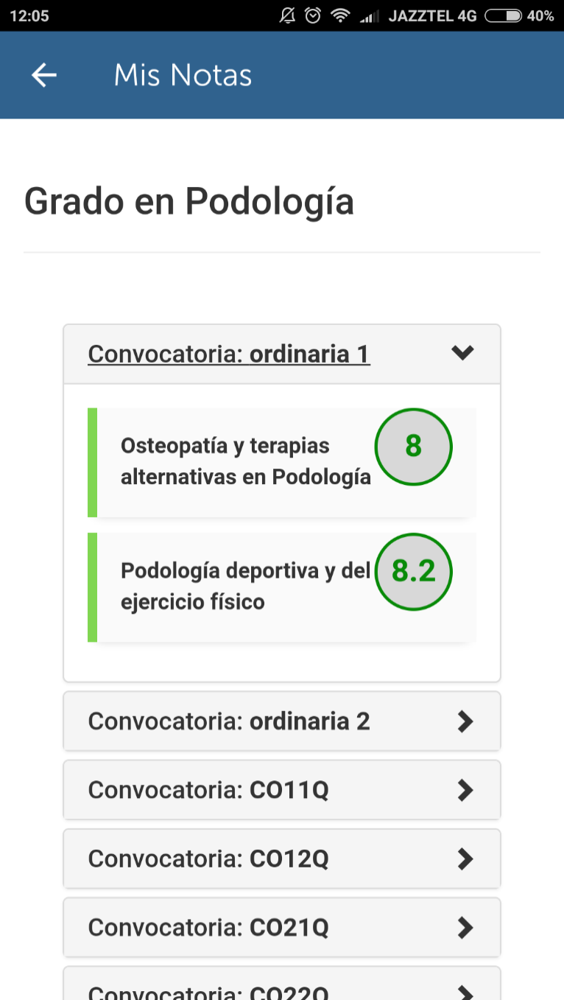 12:05 JAZZTEL 4G 40%
Mis Notas
Grado en Podología
Convocatoria: ordinaria 1
Osteopatía y terapias
alternativas en Podología
8
Podología deportiva y del
ejercicio físico
8.2
Convocatoria: ordinaria 2
Convocatoria: CO11Q
Convocatoria: CO12Q
Convocatoria: CO21Q
Convocatoria: CO22Q